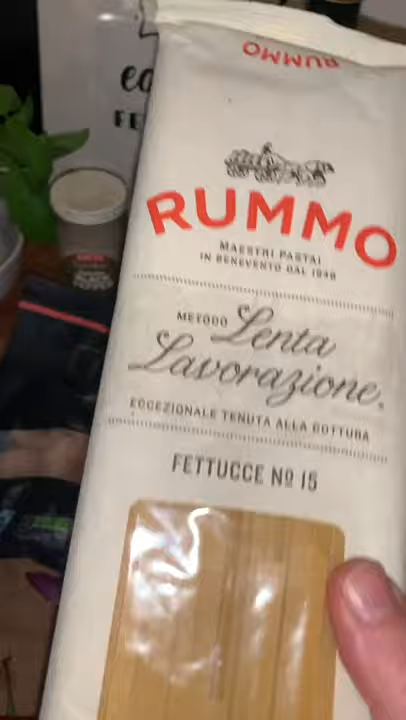 RUMMO
RUMMO
MAESTRI PASTAI
IN BENEVENTO DAL 1846
METODO Lenta
Lavorazione.
ECCEZIONALE TENUTA ALLA COTTURA
FETTUCCE Nº 15